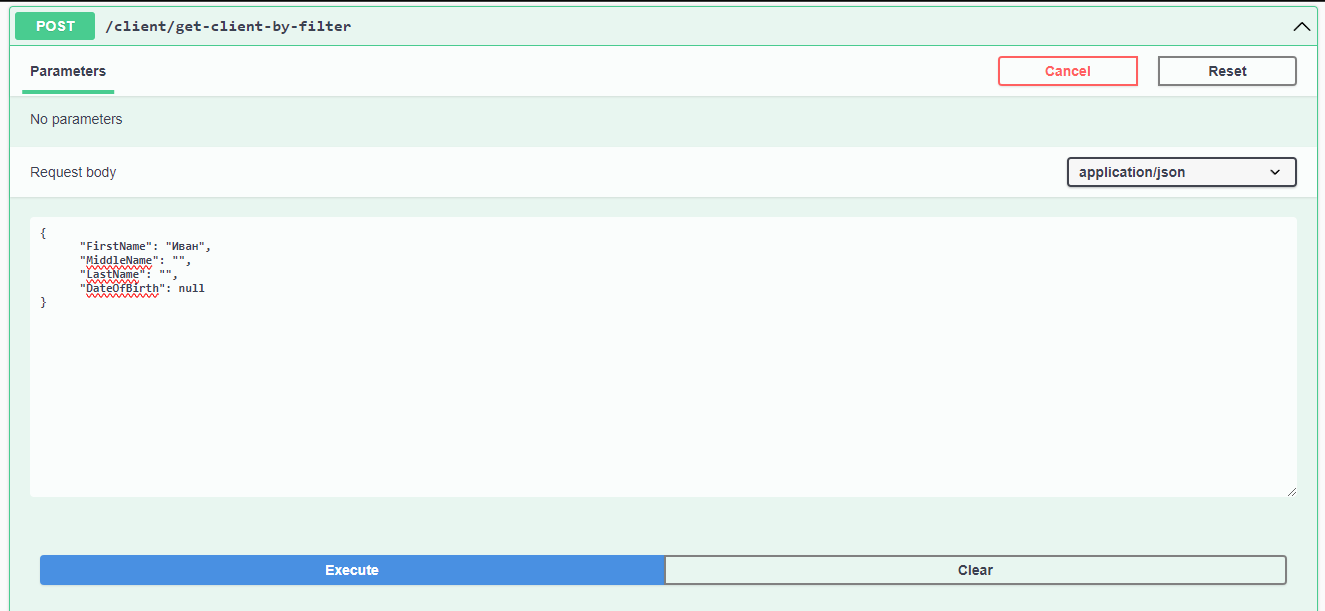 POST /client/get-client-by-filter
Parameters
Cancel
Reset
No parameters
Request body
application/json
{
"FirstName": "Иван",
"MiddleName": "",
"LastName": "",
"DateOfBirth": null
}
Execute
Clear